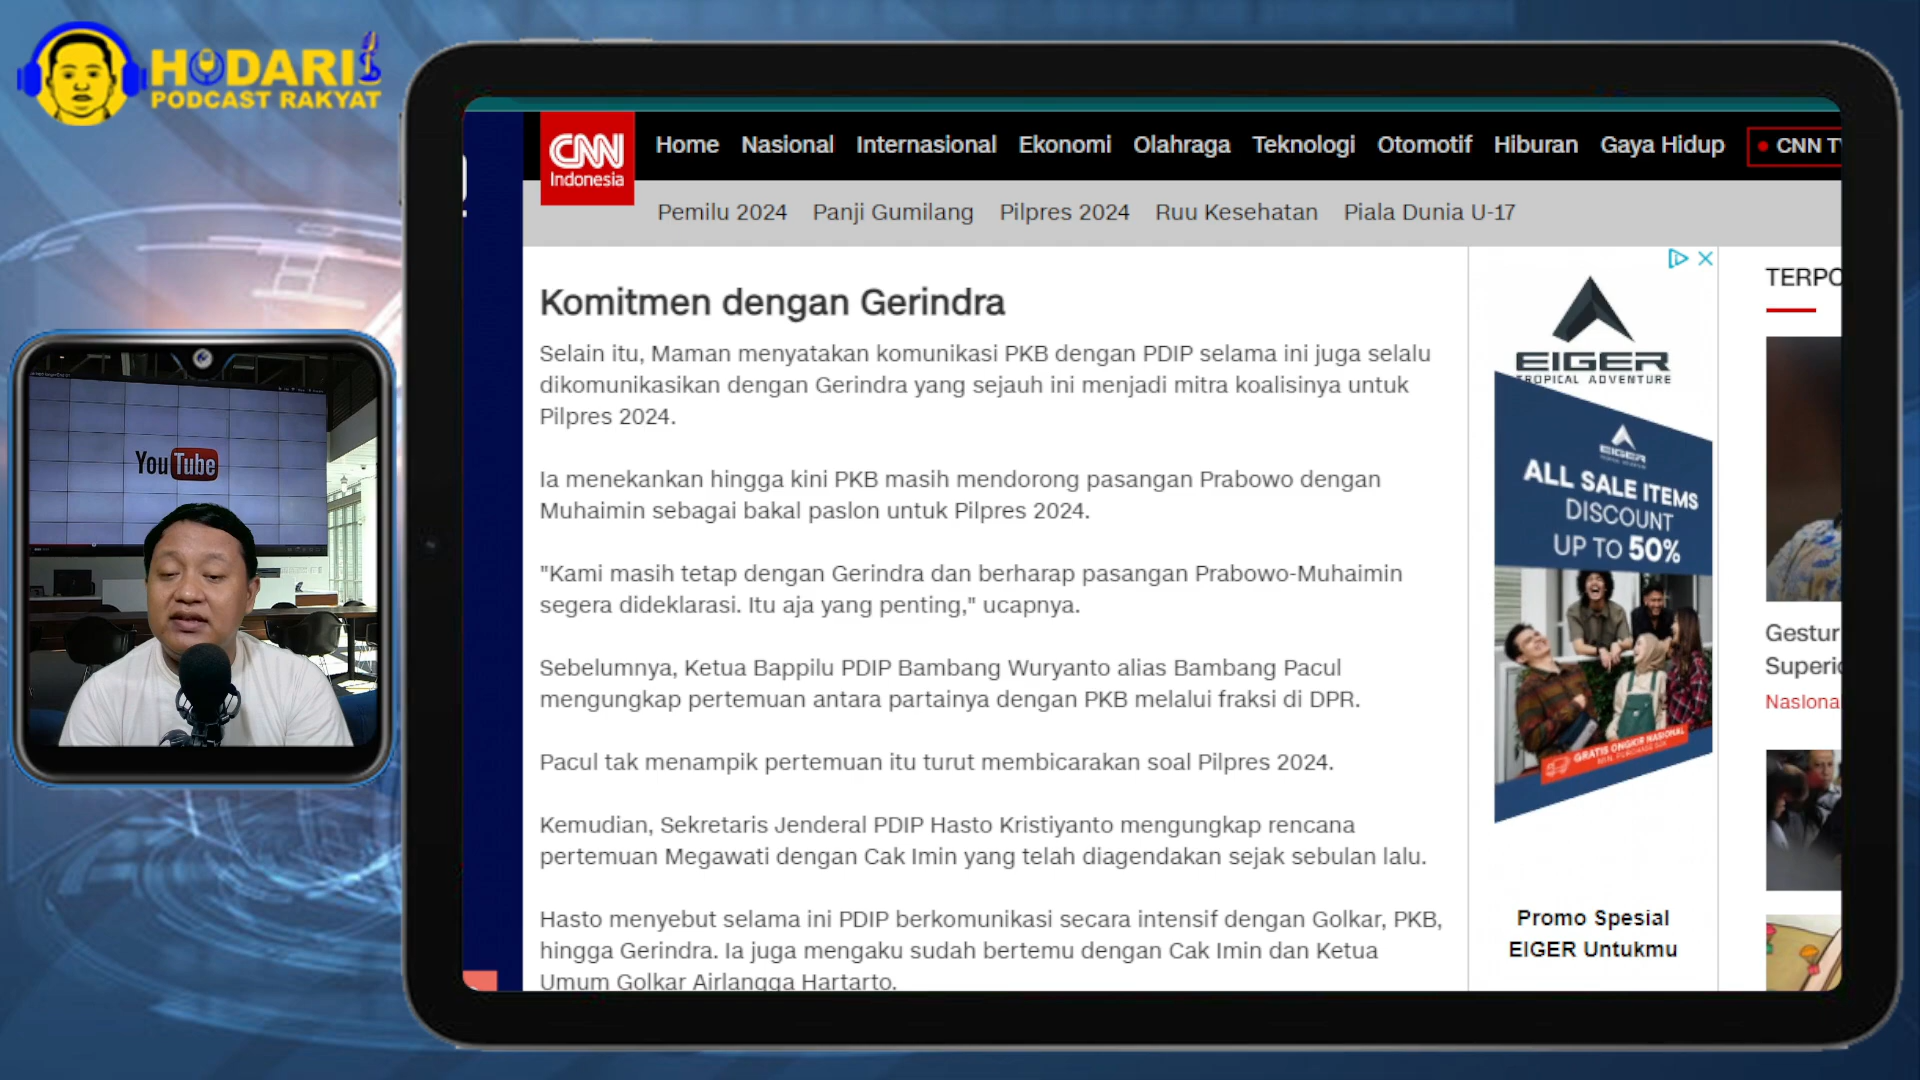 HODARI
PODCAST RAKYAT
YouTube
CNN
Indonesia
Home Nasional Internasional Ekonomi Olahraga Teknologi Otomotif Hiburan Gaya Hidup CNN T
Pemilu 2024 Panji Gumilang Pilpres 2024 Ruu Kesehatan Piala Dunia U-17
Komitmen dengan Gerindra
Selain itu, Maman menyatakan komunikasi PKB dengan PDIP selama ini juga selalu
dikomunikasikan dengan Gerindra yang sejauh ini menjadi mitra koalisinya untuk
Pilpres 2024.
Ia menekankan hingga kini PKB masih mendorong pasangan Prabowo dengan
Muhaimin sebagai bakal paslon untuk Pilpres 2024.
"Kami masih tetap dengan Gerindra dan berharap pasangan Prabowo-Muhaimin
segera dideklarasi. Itu aja yang penting," ucapnya.
Sebelumnya, Ketua Bappilu PDIP Bambang Wuryanto alias Bambang Pacul
mengungkap pertemuan antara partainya dengan PKB melalui fraksi di DPR.
Pacul tak menampik pertemuan itu turut membicarakan soal Pilpres 2024.
Kemudian, Sekretaris Jenderal PDIP Hasto Kristiyanto mengungkap rencana
pertemuan Megawati dengan Cak Imin yang telah diagendakan sejak sebulan lalu.
Hasto menyebut selama ini PDIP berkomunikasi secara intensif dengan Golkar, PKB,
hingga Gerindra. Ia juga mengaku sudah bertemu dengan Cak Imin dan Ketua
Umum Golkar Airlangga Hartarto.
EIGER
TROPICAL ADVENTURE
EIGER
ALL SALE ITEMS
DISCOUNT
UP TO 50%
GRATIS ONGKIR NASIONAL
Promo Spesial
EIGER Untukmu
TERPO
Gestur
Superio
Nasiona